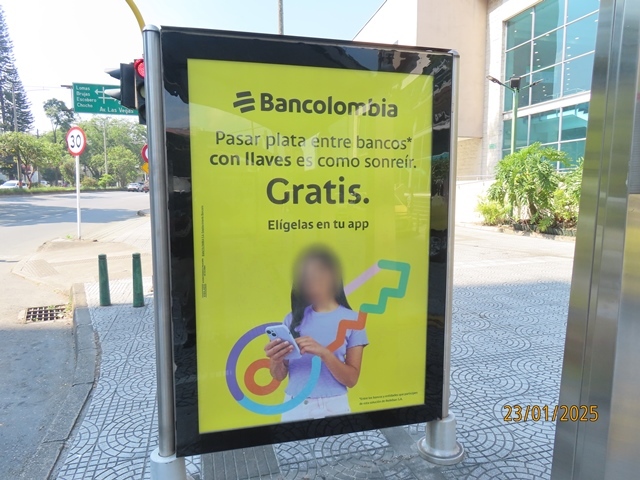 Bancolombia
Pasar plata entre bancos*
con llaves es como sonreír.
Gratis.
Elígelas en tu app
30
Av. Las
23/01/2025